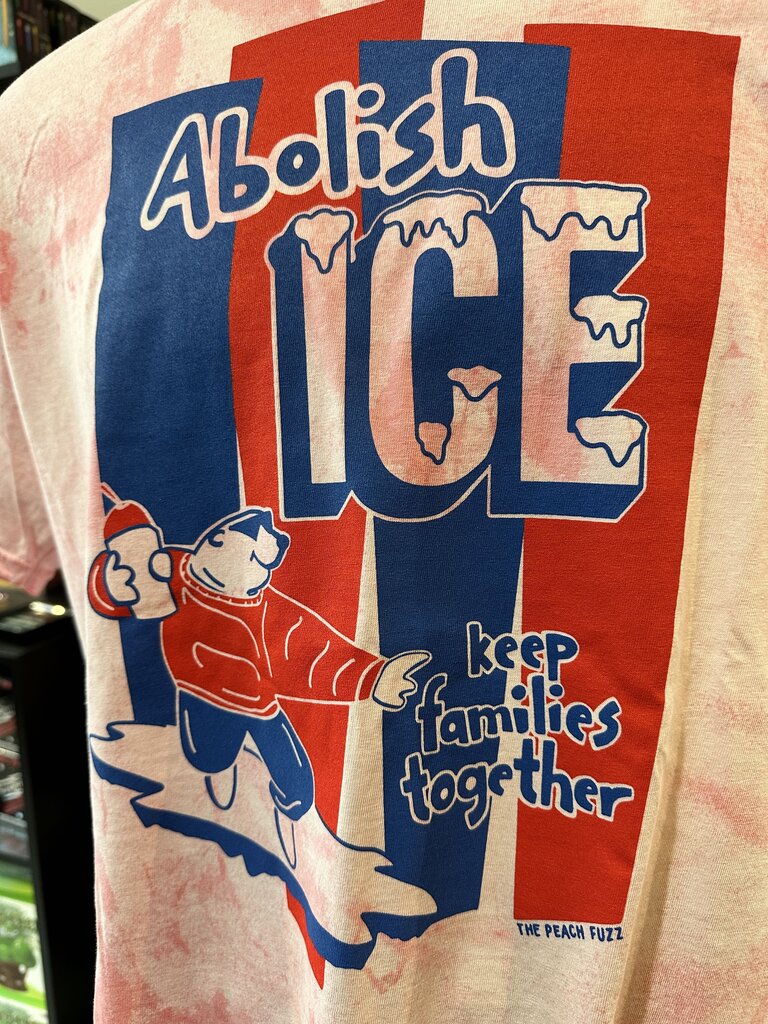 Abolish
ICE
keep
families
together
THE PEACH FUZZ